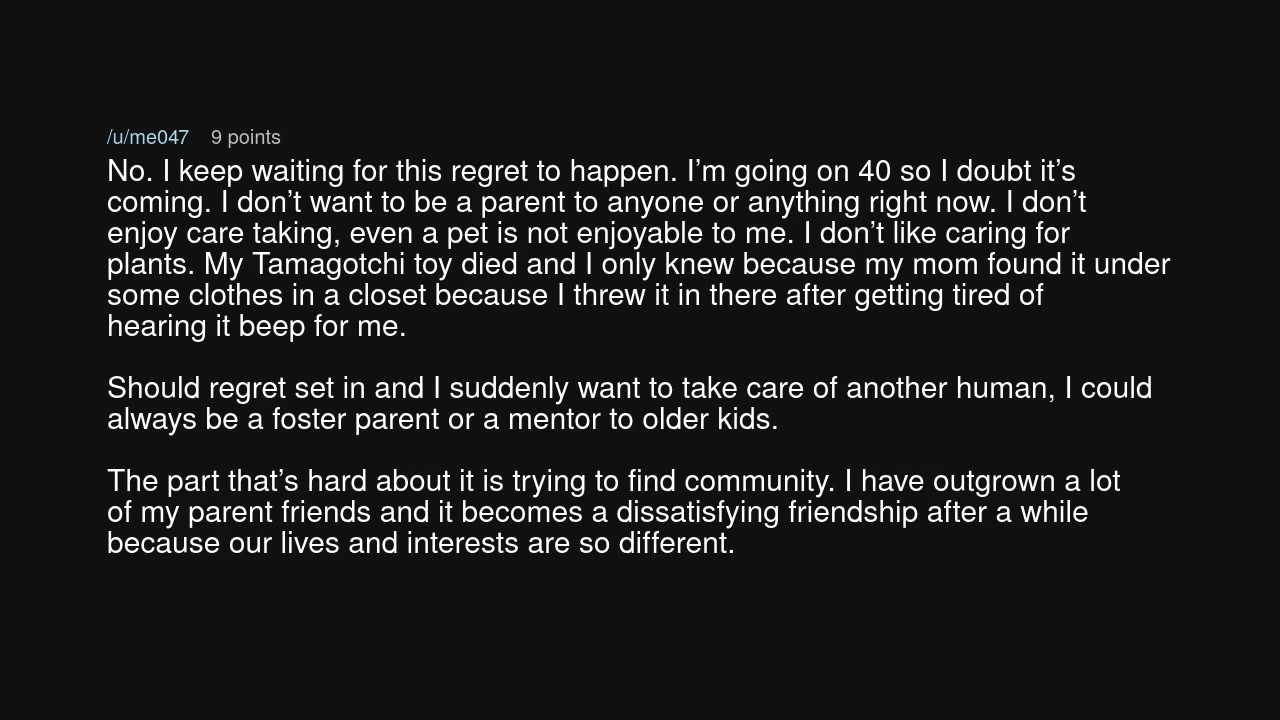 /u/me047 9 points
No. I keep waiting for this regret to happen. I’m going on 40 so I doubt it’s
coming. I don’t want to be a parent to anyone or anything right now. I don’t
enjoy care taking, even a pet is not enjoyable to me. I don’t like caring for
plants. My Tamagotchi toy died and I only knew because my mom found it under
some clothes in a closet because I threw it in there after getting tired of
hearing it beep for me.
Should regret set in and I suddenly want to take care of another human, I could
always be a foster parent or a mentor to older kids.
The part that’s hard about it is trying to find community. I have outgrown a lot
of my parent friends and it becomes a dissatisfying friendship after a while
because our lives and interests are so different.